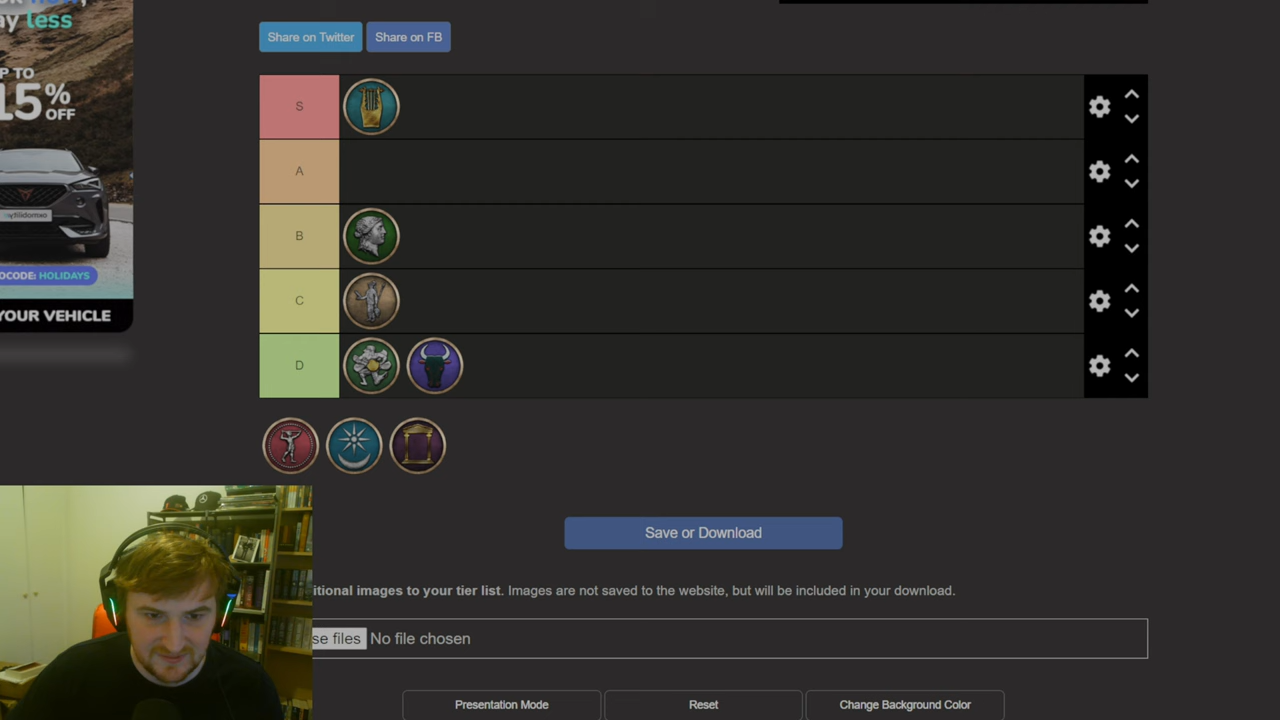 ay less
P TO
15%
OFF
OCODE: HOLIDAYS
YOUR VEHICLE
Share on Twitter
Share on FB
S
A
B
C
D
Save or Download
itional images to your tier list. Images are not saved to the website, but will be included in your download.
se files No file chosen
Presentation Mode
Reset
Change Background Color